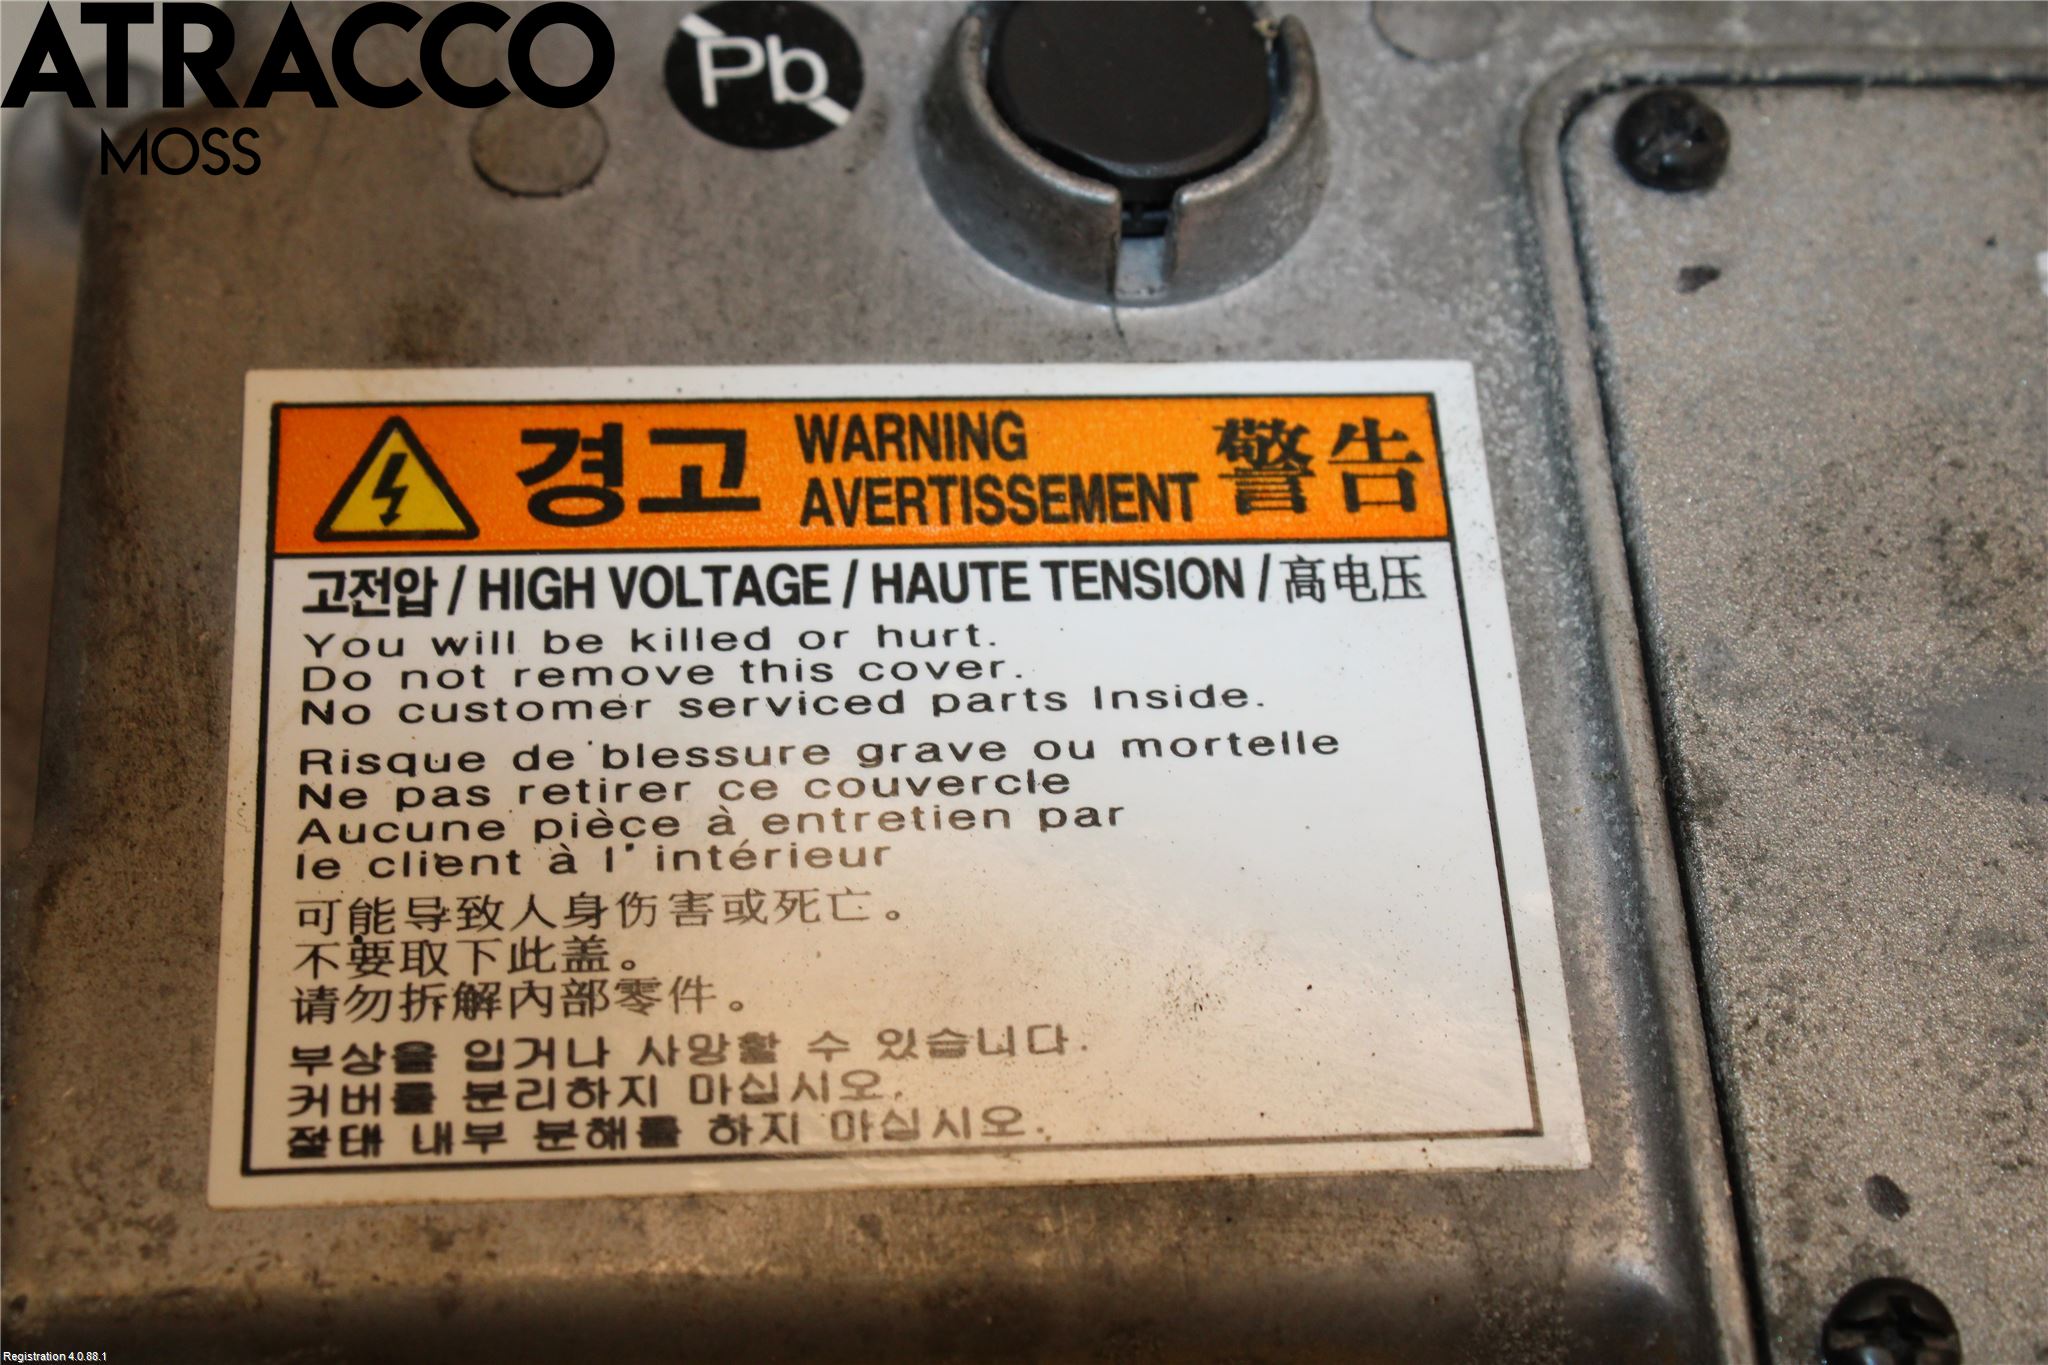 ATRACCO
MOSS
Pb
경고 WARNING AVERTISSEMENT 警告
고전압 / HIGH VOLTAGE / HAUTE TENSION / 高电压
You will be killed or hurt.
Do not remove this cover.
No customer serviced parts Inside.
Risque de blessure grave ou mortelle
Ne pas retirer ce couvercle
Aucune pièce à entretien par
le client à l' intérieur
可能导致人身伤害或死亡。
不要取下此盖。
请勿拆解内部零件。
부상을 입거나 사망할 수 있습니다.
커버를 분리하지 마십시오.
절대 내부 분해를 하지 마십시오.
Registration 4.0.88.1